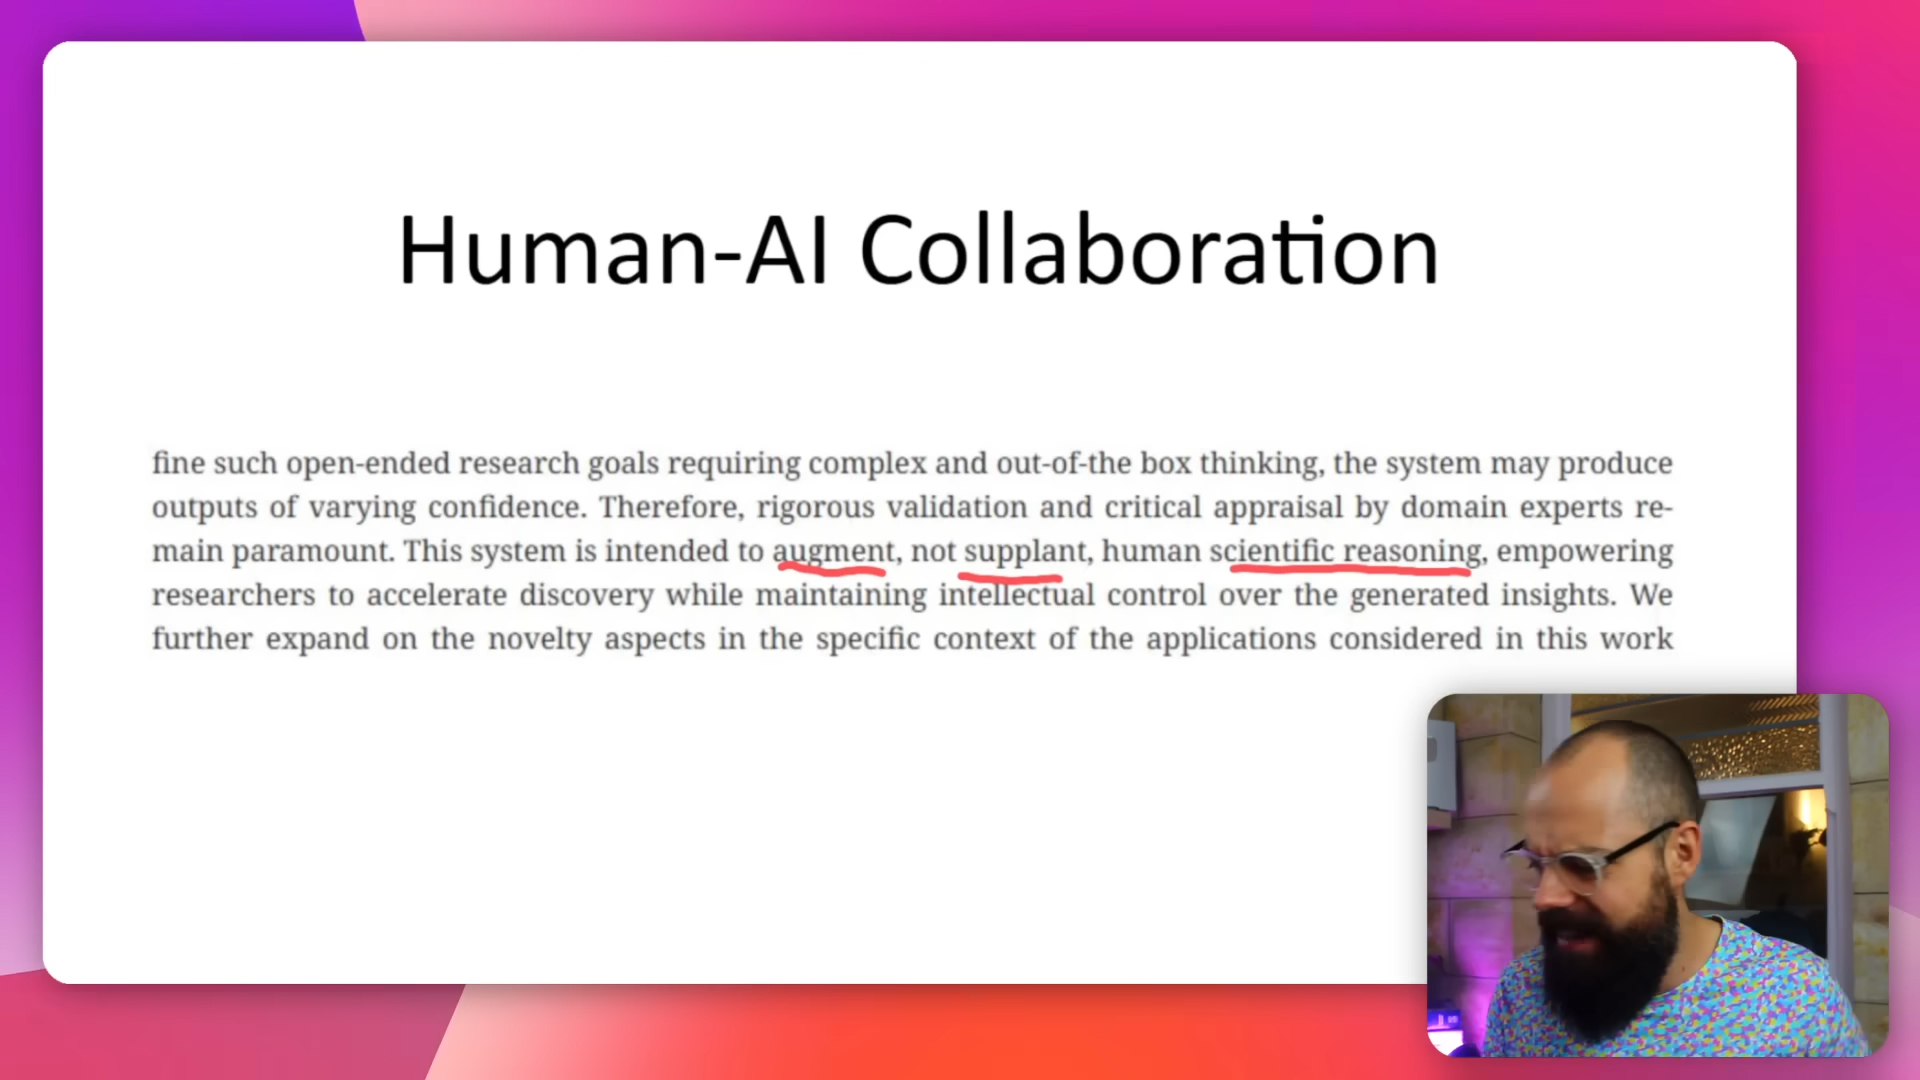 Human-AI Collaboration
fine such open-ended research goals requiring complex and out-of-the box thinking, the system may produce
outputs of varying confidence. Therefore, rigorous validation and critical appraisal by domain experts re-
main paramount. This system is intended to augment, not supplant, human scientific reasoning, empowering
researchers to accelerate discovery while maintaining intellectual control over the generated insights. We
further expand on the novelty aspects in the specific context of the applications considered in this work